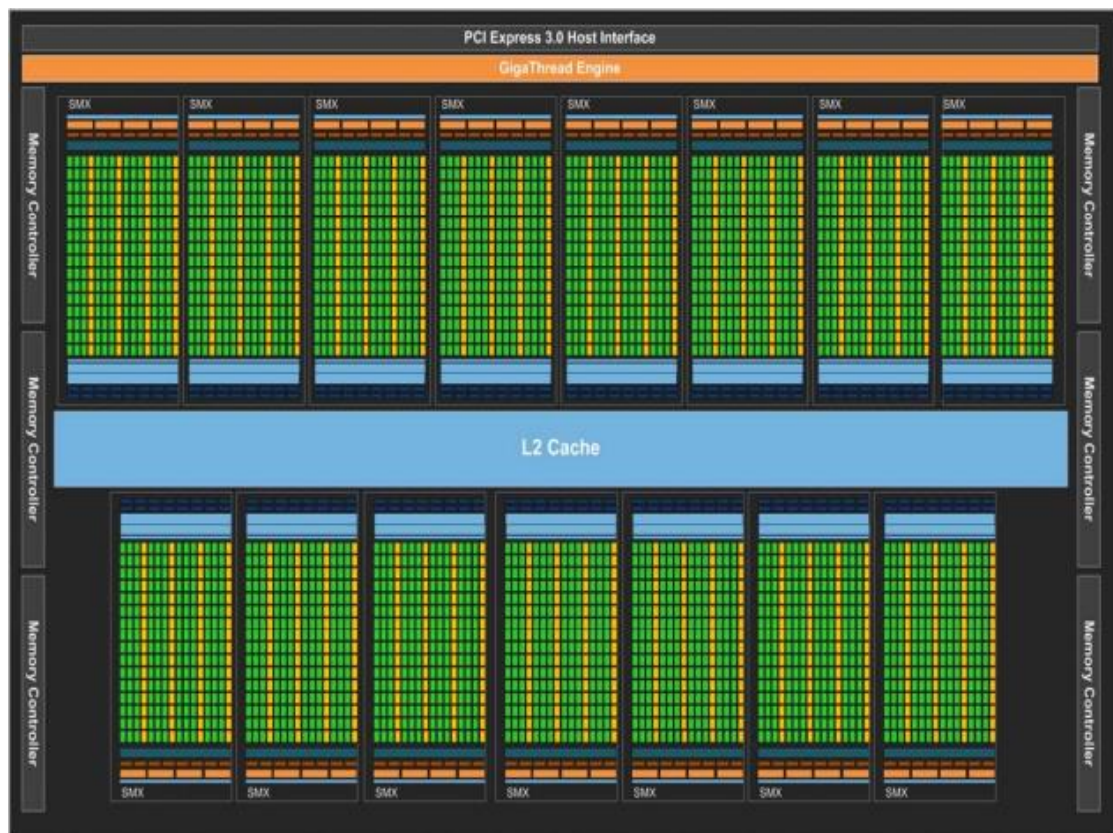 PCI Express 3.0 Host Interface
GigaThread Engine
SMX SMX SMX SMX SMX SMX SMX SMX
Memory Controller
Memory Controller
Memory Controller
Memory Controller
L2 Cache
Memory Controller
Memory Controller
SMX SMX SMX SMX SMX SMX SMX